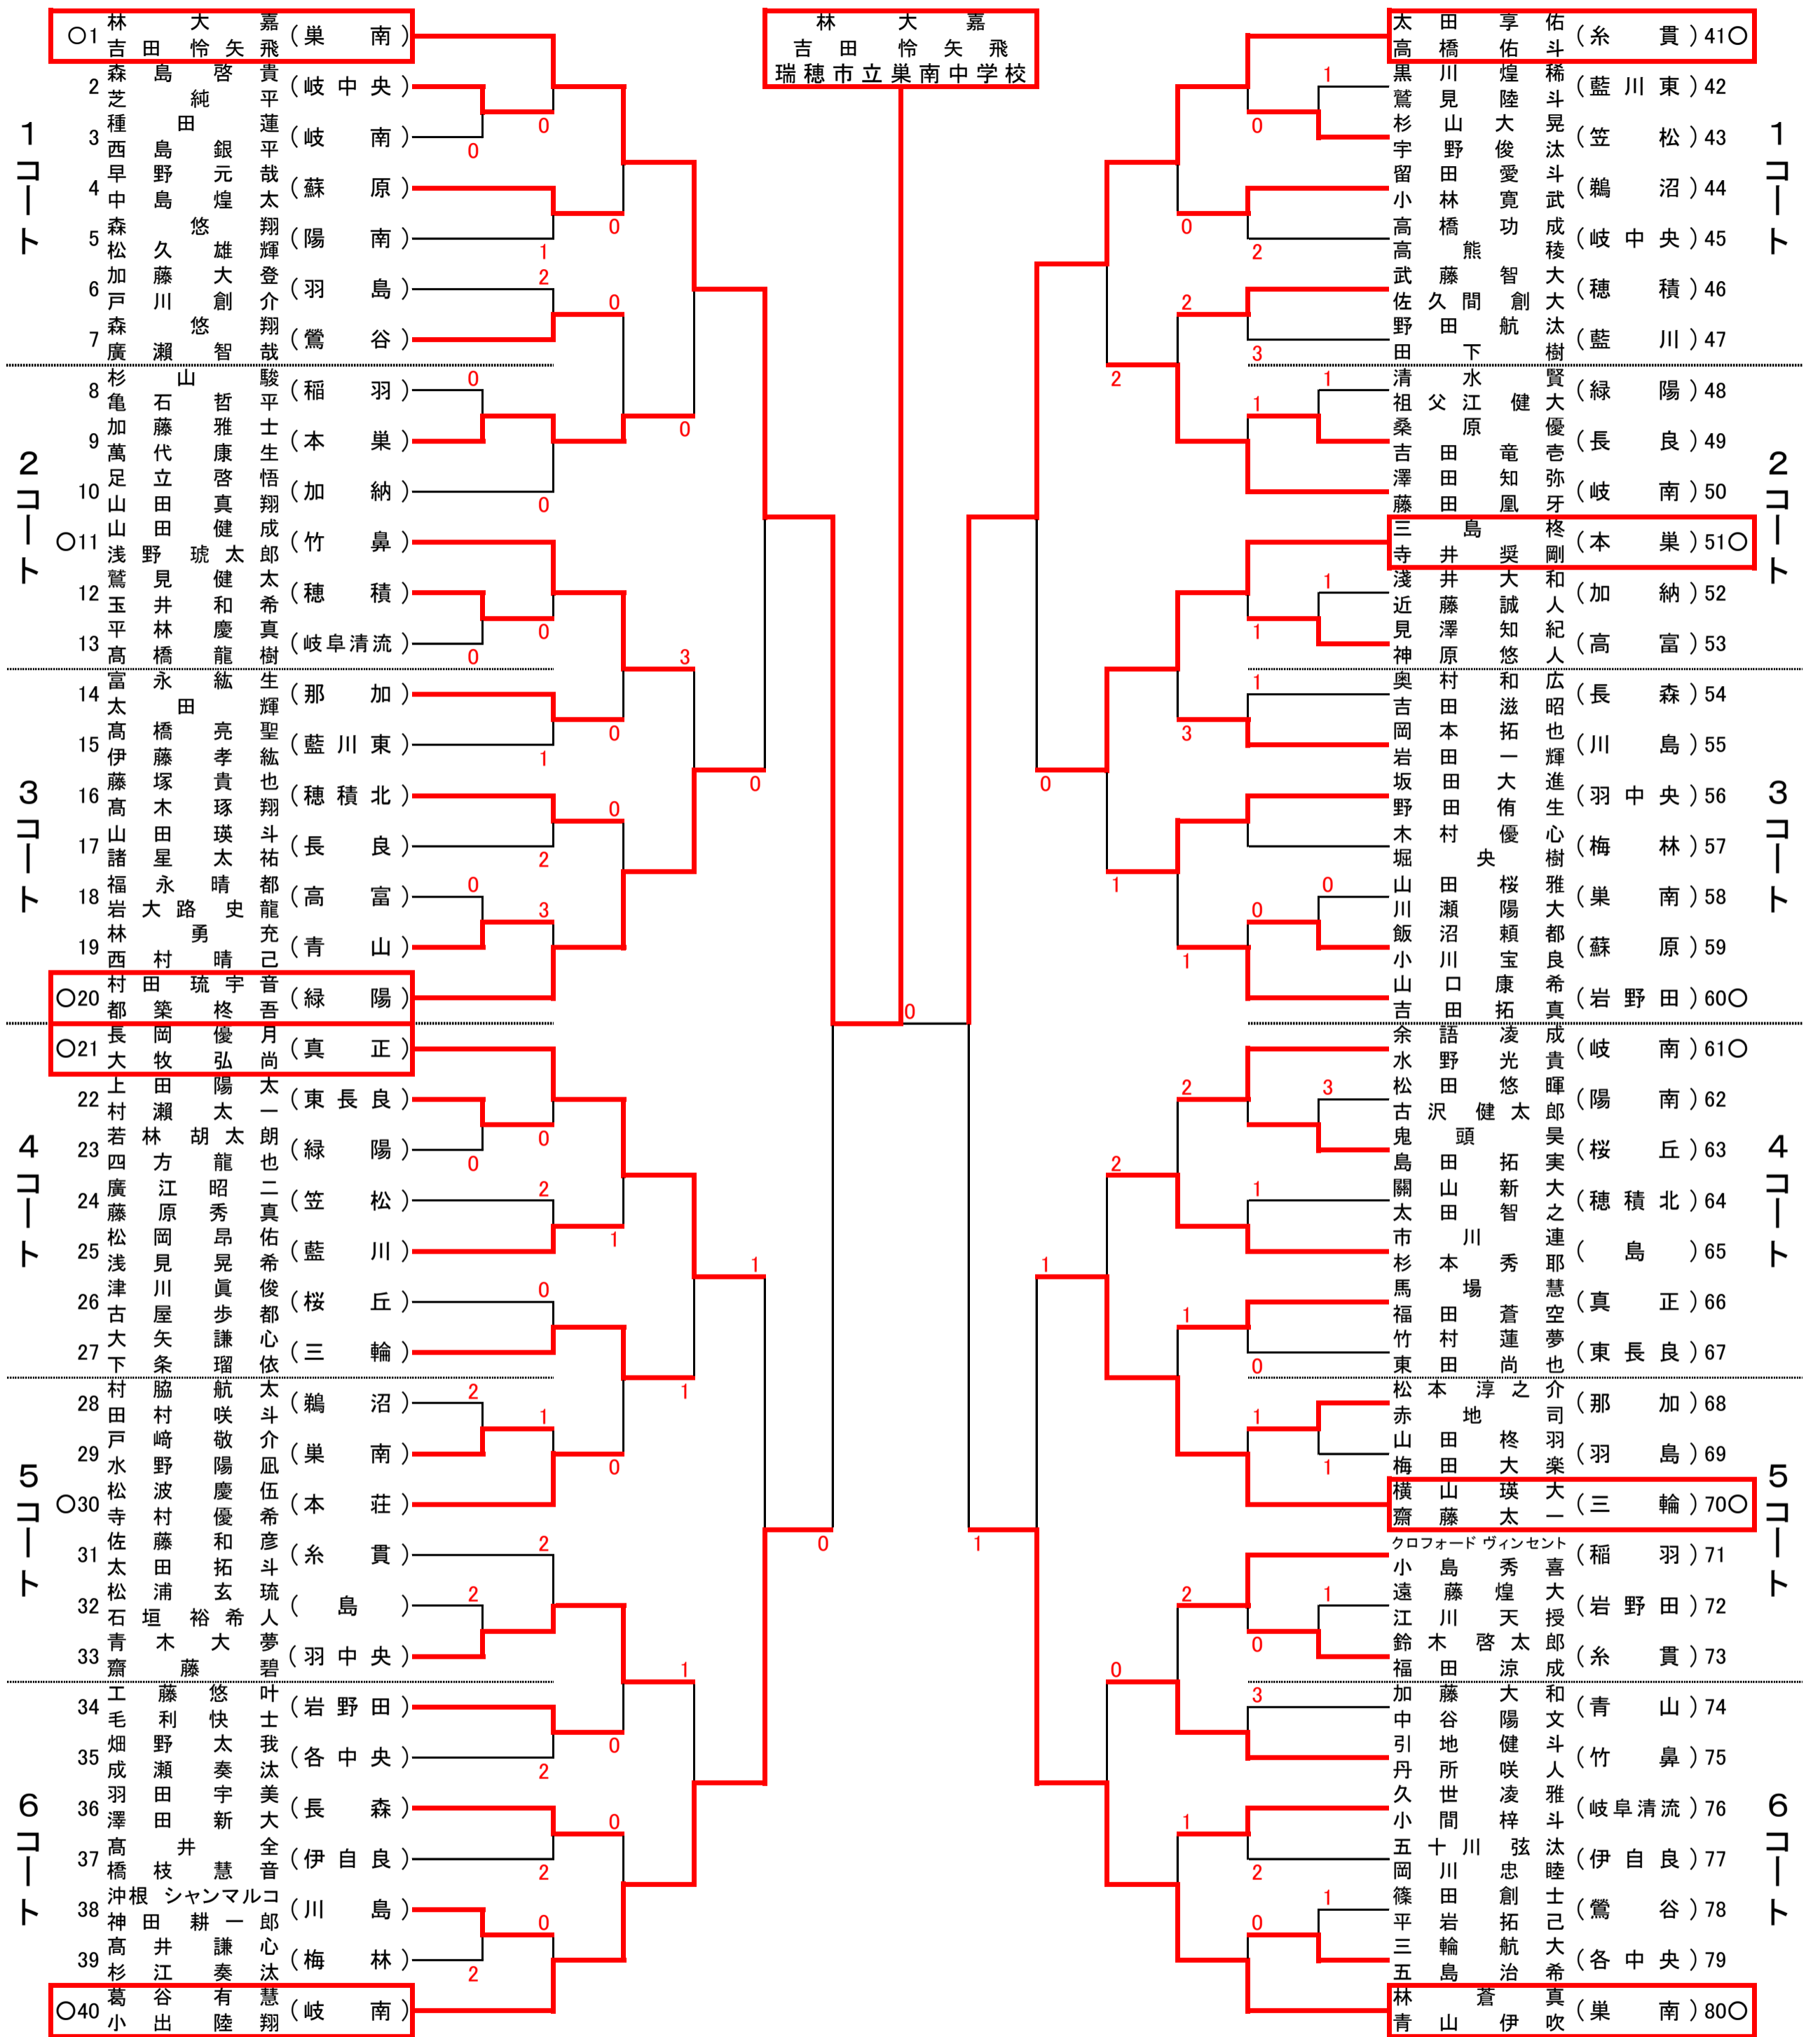 林大嘉
吉田怜矢飛
瑞穂市立巣南中学校
1コート
○1 林大嘉 吉田怜矢飛 (巣南)
2 森島啓貴 芝純平 (岐中央)
3 種田蓮 西島銀平 (岐南)
4 早野元哉 中島煌太 (蘇原)
5 森悠翔 松久雄輝 (陽南)
6 加藤大登 戸川創介 (羽島)
7 森悠翔 廣瀬智哉 (鶯谷)
2コート
8 杉山駿 亀石哲平 (稲羽)
9 加藤雅士 萬代康生 (本巣)
10 足立啓悟 山田真翔 (加納)
○11 山田健成 浅野琥太郎 (竹鼻)
12 鷲見健太 玉井和希 (穂積)
13 平林慶真 髙橋龍樹 (岐阜清流)
3コート
14 富永紘生 太田輝 (那加)
15 髙橋亮聖 伊藤孝紘 (藍川東)
16 藤塚貴也 髙木琢翔 (穂積北)
17 山田瑛斗 諸星太祐 (長良)
18 福永晴都 岩大路史龍 (高富)
19 林勇充 西村晴己 (青山)
○20 村田琉宇音 都築柊吾 (緑陽)
4コート
○21 長岡優月 大牧弘尚 (真正)
22 上田陽太 村瀬太一 (東長良)
23 若林胡太朗 四方龍也 (緑陽)
24 廣江昭二 藤原秀真 (笠松)
25 松岡昂佑 浅見晃希 (藍川)
26 津川眞俊 古屋歩都 (桜丘)
27 大矢謙心 下条瑠依 (三輪)
5コート
28 村脇航太 田村咲斗 (鵜沼)
29 戸﨑敬介 水野陽凪 (巣南)
○30 松波慶伍 寺村優希 (本荘)
31 佐藤和彦 太田拓斗 (糸貫)
32 松浦玄琉 石垣裕希人 (島)
33 青木大夢 齋藤碧 (羽中央)
6コート
34 工藤悠叶 毛利快士 (岩野田)
35 畑野太我 成瀬奏汰 (各中央)
36 羽田宇美 澤田新大 (長森)
37 髙井全 橋枝慧音 (伊自良)
38 沖根シャンマルコ 神田耕一郎 (川島)
39 髙井謙心 杉江奏汰 (梅林)
○40 葛谷有慧 小出陸翔 (岐南)
1コート
太田享佑 高橋佑斗 (糸貫) 41○
黒川煌稀 鷲見陸斗 (藍川東) 42
杉山大晃 宇野俊汰 (笠松) 43
留田愛斗 小林寛武 (鵜沼) 44
高橋功成 高熊稜 (岐中央) 45
武藤智大 佐久間創大 (穂積) 46
野田航汰 田下樹 (藍川) 47
2コート
清水賢 祖父江健大 (緑陽) 48
桑原優 吉田竜壱 (長良) 49
澤田知弥 藤田凰牙 (岐南) 50
三島柊 寺井奨剛 (本巣) 51○
淺井大和 近藤誠人 (加納) 52
見澤知紀 神原悠人 (高富) 53
3コート
奥村和広 吉田滋昭 (長森) 54
岡本拓也 岩田一輝 (川島) 55
坂田大進 野田侑生 (羽中央) 56
木村優心 堀央樹 (梅林) 57
山田桜雅 川瀬陽大 (巣南) 58
飯沼頼都 小川宝良 (蘇原) 59
山口康希 吉田拓真 (岩野田) 60○
4コート
余語凌成 水野光貴 (岐南) 61○
松田悠暉 古沢健太郎 (陽南) 62
鬼頭昊 島田拓実 (桜丘) 63
關山新大 太田智之 (穂積北) 64
市川連 杉本秀耶 (島) 65
馬場慧 福田蒼空 (真正) 66
竹村蓮夢 東田尚也 (東長良) 67
5コート
松本淳之介 赤地司 (那加) 68
山田柊羽 梅田大楽 (羽島) 69
横山瑛大 齋藤太一 (三輪) 70○
クロフォード ヴィンセント 小島秀喜 (稲羽) 71
遠藤煌大 江川天授 (岩野田) 72
鈴木啓太郎 福田涼成 (糸貫) 73
6コート
加藤大和 中谷陽文 (青山) 74
引地健斗 丹所咲人 (竹鼻) 75
久世凌雅 小間梓斗 (岐阜清流) 76
五十川弦汰 岡川忠睦 (伊自良) 77
篠田創士 平岩拓己 (鶯谷) 78
三輪航大 五島治希 (各中央) 79
林蒼真 青山伊吹 (巣南) 80○